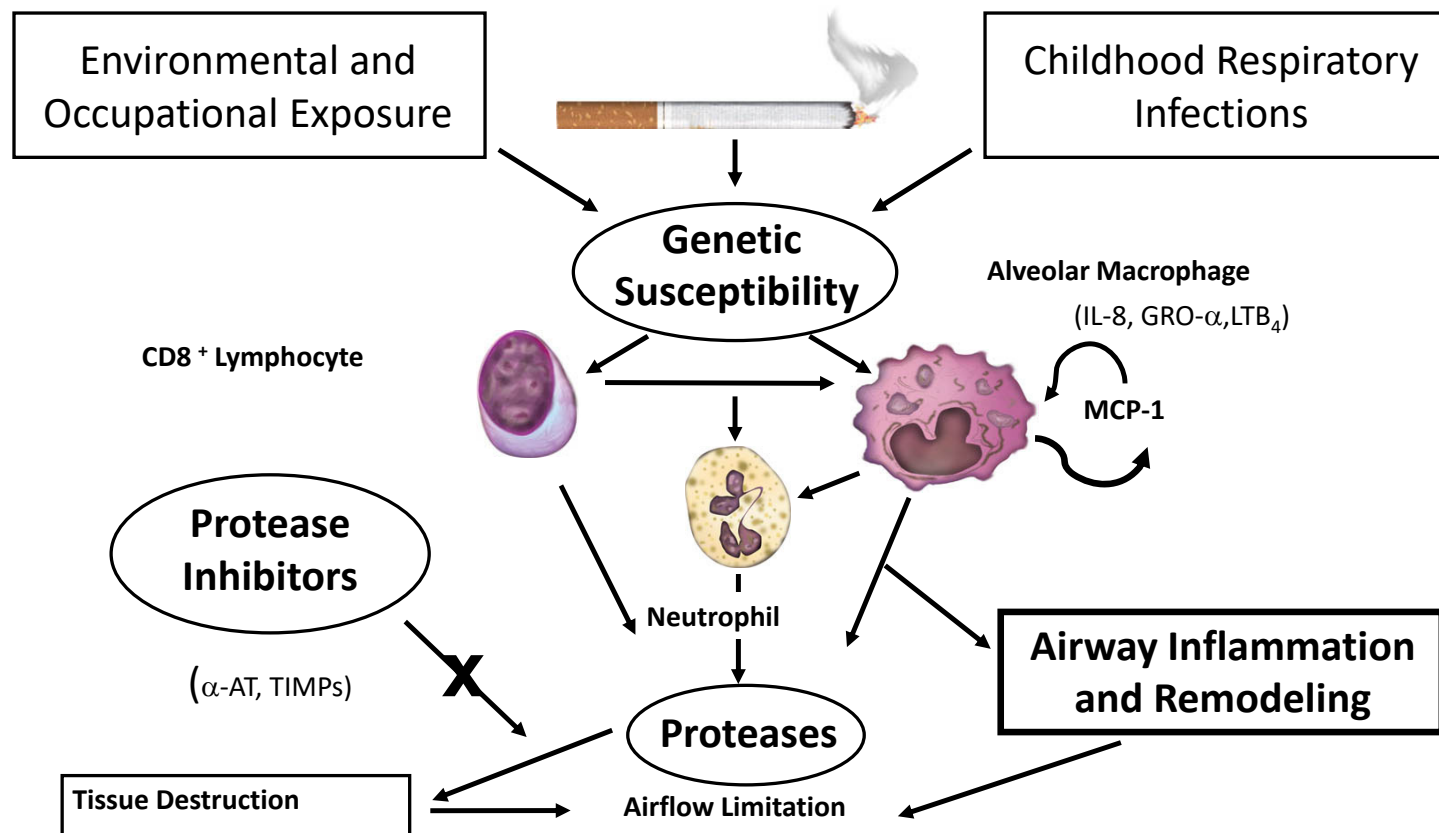 Environmental and
Occupational Exposure
Childhood Respiratory
Infections
Genetic
Susceptibility
Alveolar Macrophage
(IL-8, GRO-α,LTB₄)
CD8 ⁺ Lymphocyte
MCP-1
Protease
Inhibitors
Neutrophil
(α-AT, TIMPs)
X
Airway Inflammation
and Remodeling
Proteases
Tissue Destruction
Airflow Limitation